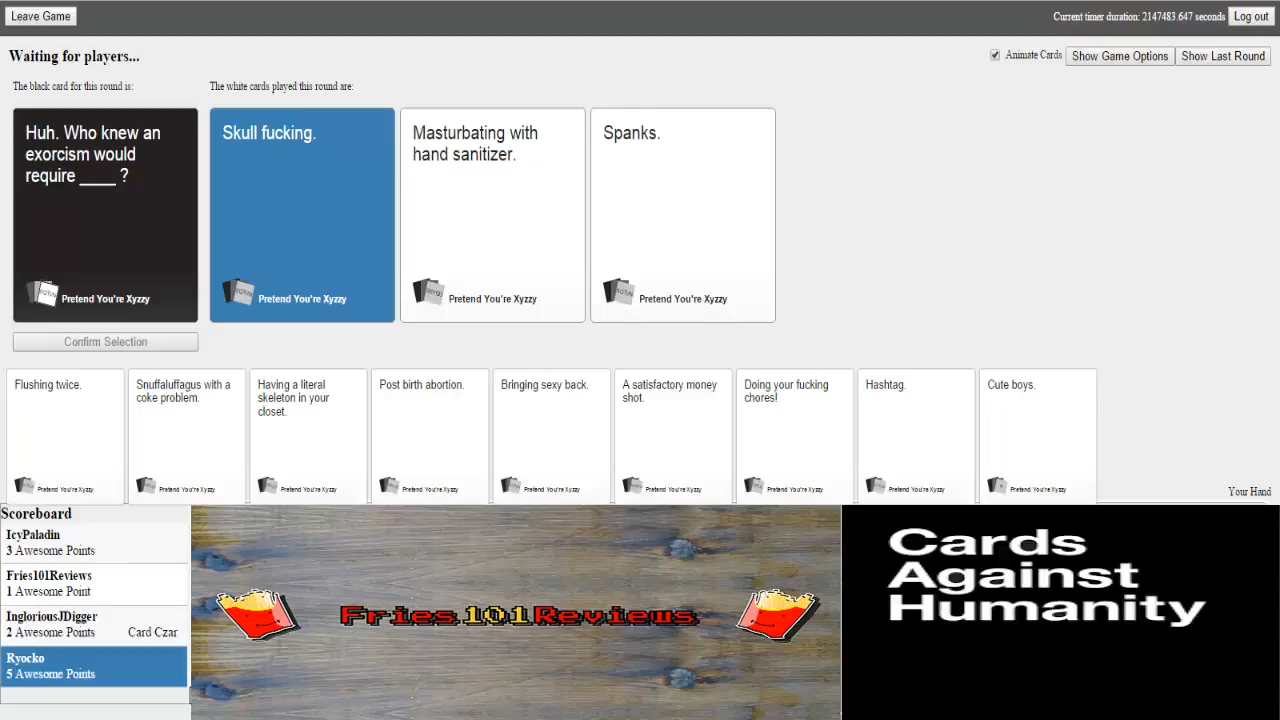 Leave Game
Current timer duration: 2147483.647 seconds
Log out
Waiting for players...
Animate Cards
Show Game Options
Show Last Round
The black card for this round is:
The white cards played this round are:
Huh. Who knew an
exorcism would
require ____ ?
Pretend You're Xyzzy
Skull fucking.
Pretend You're Xyzzy
Masturbating with
hand sanitizer.
Pretend You're Xyzzy
Spanks.
Pretend You're Xyzzy
Confirm Selection
Flushing twice.
Pretend You're Xyzzy
Snuffaluffagus with a
coke problem.
Pretend You're Xyzzy
Having a literal
skeleton in your
closet.
Pretend You're Xyzzy
Post birth abortion.
Pretend You're Xyzzy
Bringing sexy back.
Pretend You're Xyzzy
A satisfactory money
shot.
Pretend You're Xyzzy
Doing your fucking
chores!
Pretend You're Xyzzy
Hashtag.
Pretend You're Xyzzy
Cute boys.
Pretend You're Xyzzy
Your Hand
Scoreboard
IcyPaladin
3 Awesome Points
Fries101Reviews
1 Awesome Point
IngloriousJDigger
2 Awesome Points Card Czar
Ryocko
5 Awesome Points
Fries101Reviews
Cards
Against
Humanity